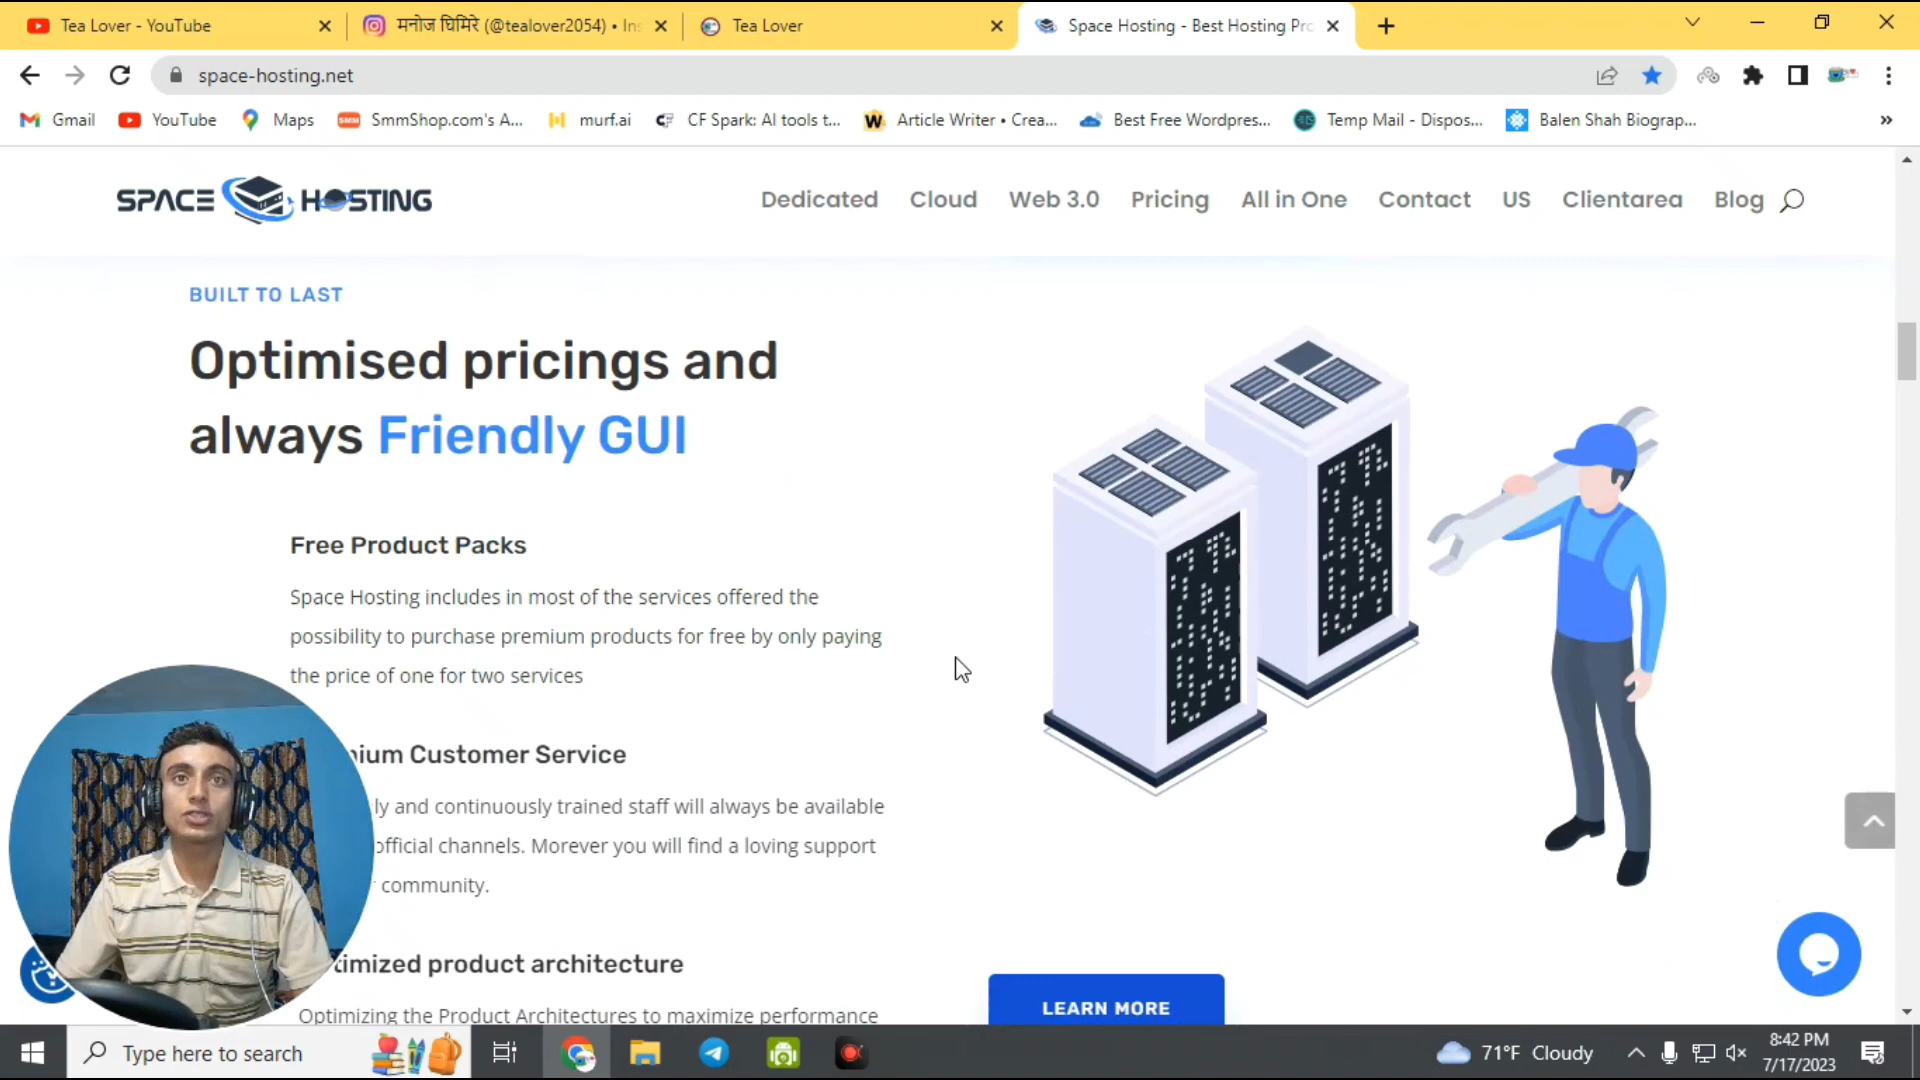 Tea Lover - YouTube
मनोज घिमिरे (@tealover2054) • Ins
Tea Lover
Space Hosting - Best Hosting Pro
space-hosting.net
Gmail
YouTube
Maps
SMM SmmShop.com's A...
murf.ai
CF Spark: AI tools t...
W Article Writer • Crea...
Best Free Wordpres...
Temp Mail - Dispos...
Balen Shah Biograp...
»
SPACE HOSTING
Dedicated
Cloud
Web 3.0
Pricing
All in One
Contact
US
Clientarea
Blog
BUILT TO LAST
Optimised pricings and
always Friendly GUI
Free Product Packs
Space Hosting includes in most of the services offered the
possibility to purchase premium products for free by only paying
the price of one for two services
ium Customer Service
ly and continuously trained staff will always be available
official channels. Morever you will find a loving support
community.
timized product architecture
Optimizing the Product Architectures to maximize performance
LEARN MORE
Type here to search
71°F Cloudy
8:42 PM
7/17/2023